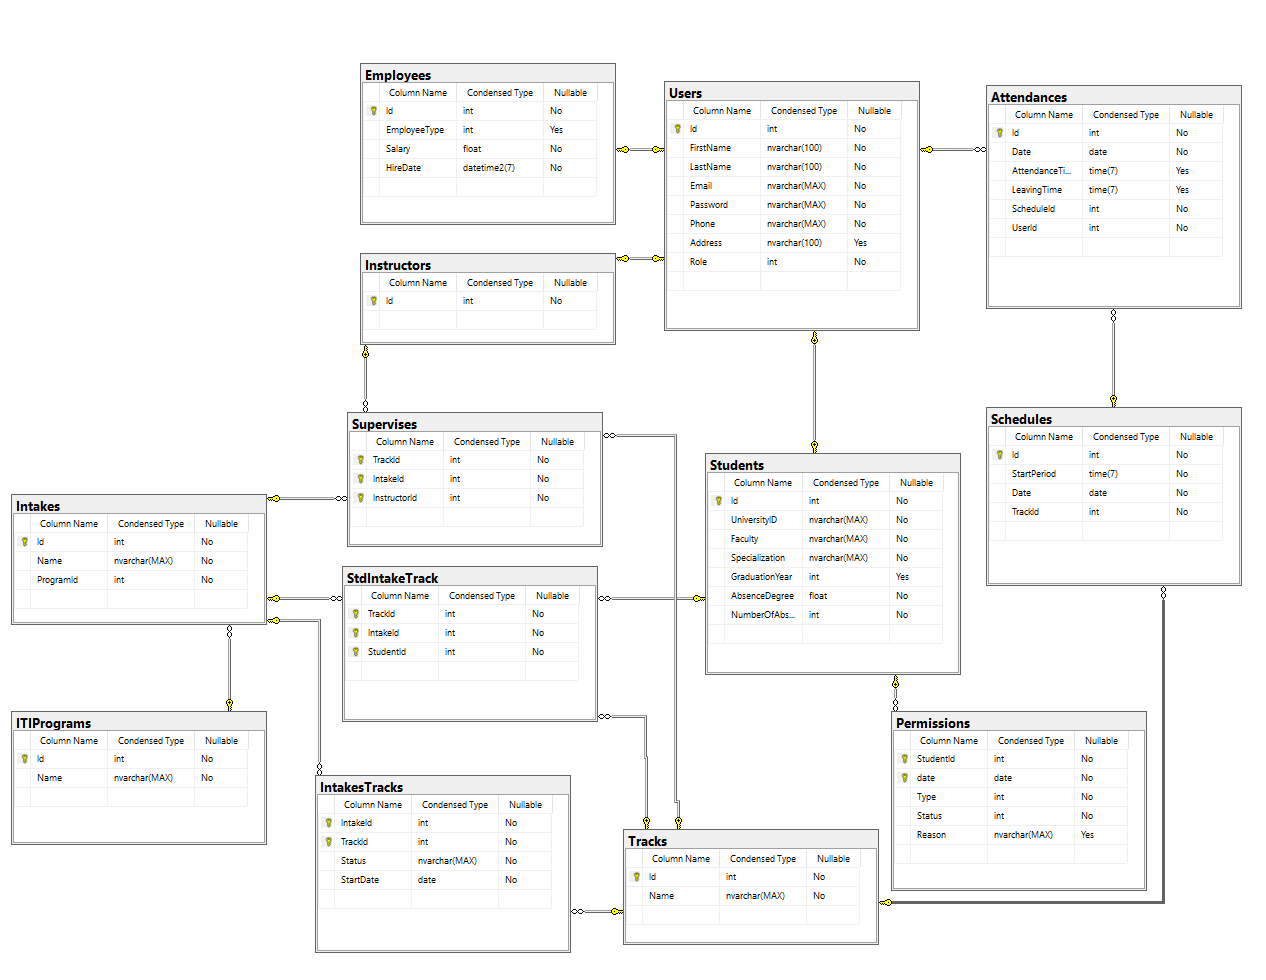 Employees
Column Name Condensed Type Nullable
Id int No
EmployeeType int Yes
Salary float No
HireDate datetime2(7) No
Users
Column Name Condensed Type Nullable
Id int No
FirstName nvarchar(100) No
LastName nvarchar(100) No
Email nvarchar(MAX) No
Password nvarchar(MAX) No
Phone nvarchar(MAX) No
Address nvarchar(100) Yes
Role int No
Attendances
Column Name Condensed Type Nullable
Id int No
Date date No
AttendanceTi... time(7) Yes
LeavingTime time(7) Yes
ScheduleId int No
UserId int No
Instructors
Column Name Condensed Type Nullable
Id int No
Supervises
Column Name Condensed Type Nullable
TrackId int No
IntakeId int No
InstructorId int No
Schedules
Column Name Condensed Type Nullable
Id int No
StartPeriod time(7) No
Date date No
TrackId int No
Students
Column Name Condensed Type Nullable
Id int No
UniversityID nvarchar(MAX) No
Faculty nvarchar(MAX) No
Specialization nvarchar(MAX) No
GraduationYear int Yes
AbsenceDegree float No
NumberOfAbs... int No
Intakes
Column Name Condensed Type Nullable
Id int No
Name nvarchar(MAX) No
ProgramId int No
StdIntakeTrack
Column Name Condensed Type Nullable
TrackId int No
IntakeId int No
StudentId int No
ITIPrograms
Column Name Condensed Type Nullable
Id int No
Name nvarchar(MAX) No
Permissions
Column Name Condensed Type Nullable
StudentId int No
date date No
Type int No
Status int No
Reason nvarchar(MAX) Yes
IntakesTracks
Column Name Condensed Type Nullable
IntakeId int No
TrackId int No
Status nvarchar(MAX) No
StartDate date No
Tracks
Column Name Condensed Type Nullable
Id int No
Name nvarchar(MAX) No